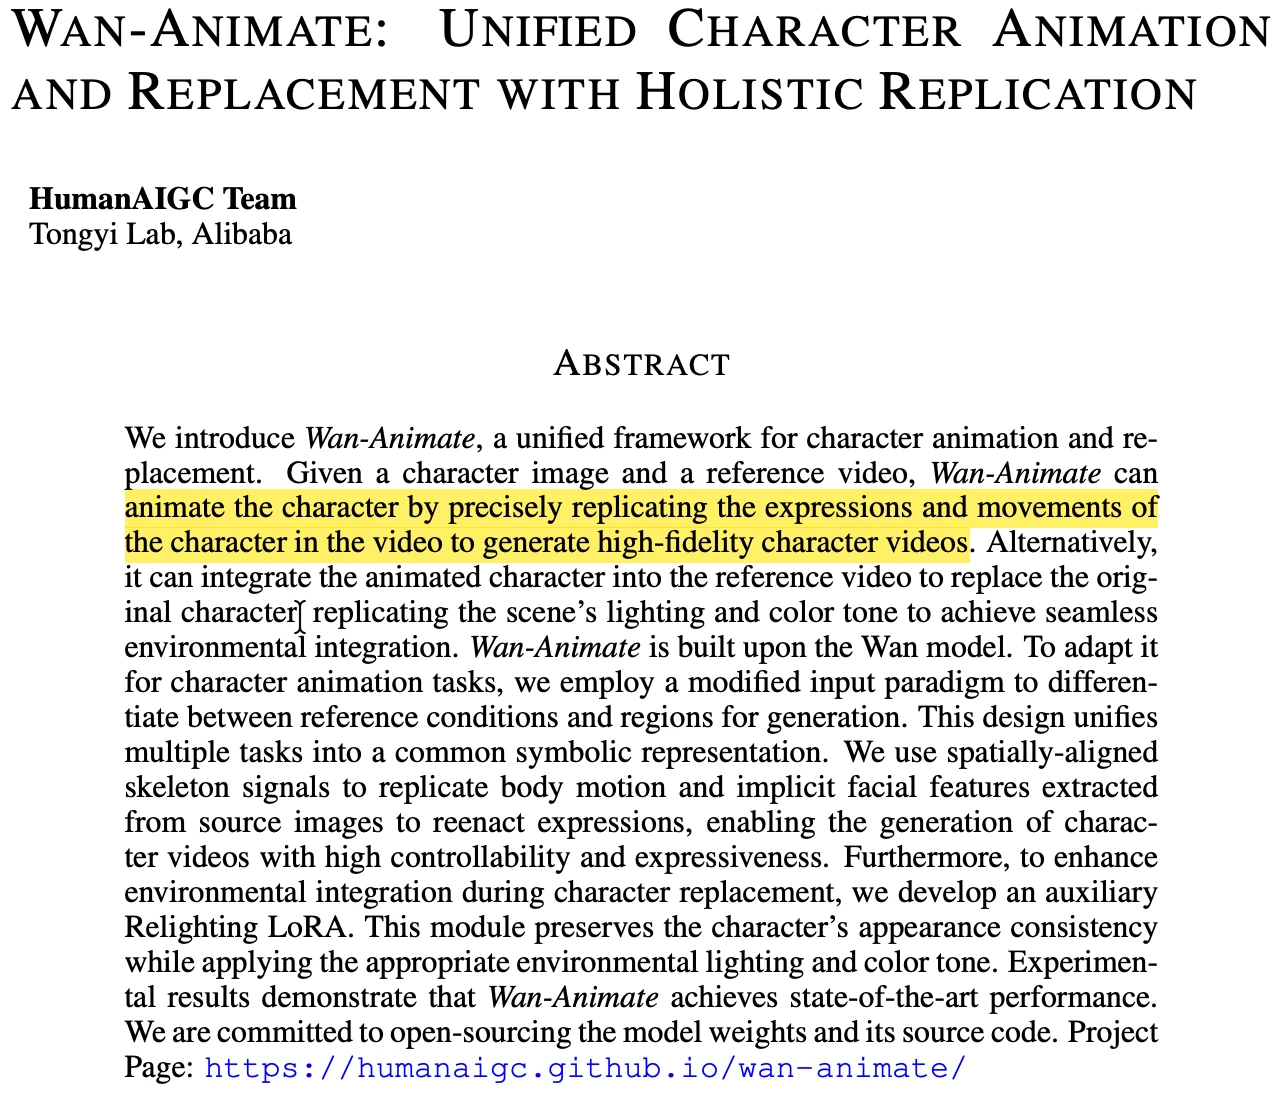 WAN-ANIMATE: UNIFIED CHARACTER ANIMATION
AND REPLACEMENT WITH HOLISTIC REPLICATION
HumanAIGC Team
Tongyi Lab, Alibaba
ABSTRACT
We introduce Wan-Animate, a unified framework for character animation and re-
placement. Given a character image and a reference video, Wan-Animate can
animate the character by precisely replicating the expressions and movements of
the character in the video to generate high-fidelity character videos. Alternatively,
it can integrate the animated character into the reference video to replace the orig-
inal character, replicating the scene's lighting and color tone to achieve seamless
environmental integration. Wan-Animate is built upon the Wan model. To adapt it
for character animation tasks, we employ a modified input paradigm to differen-
tiate between reference conditions and regions for generation. This design unifies
multiple tasks into a common symbolic representation. We use spatially-aligned
skeleton signals to replicate body motion and implicit facial features extracted
from source images to reenact expressions, enabling the generation of charac-
ter videos with high controllability and expressiveness. Furthermore, to enhance
environmental integration during character replacement, we develop an auxiliary
Relighting LoRA. This module preserves the character's appearance consistency
while applying the appropriate environmental lighting and color tone. Experimen-
tal results demonstrate that Wan-Animate achieves state-of-the-art performance.
We are committed to open-sourcing the model weights and its source code. Project
Page: https://humanaigc.github.io/wan-animate/